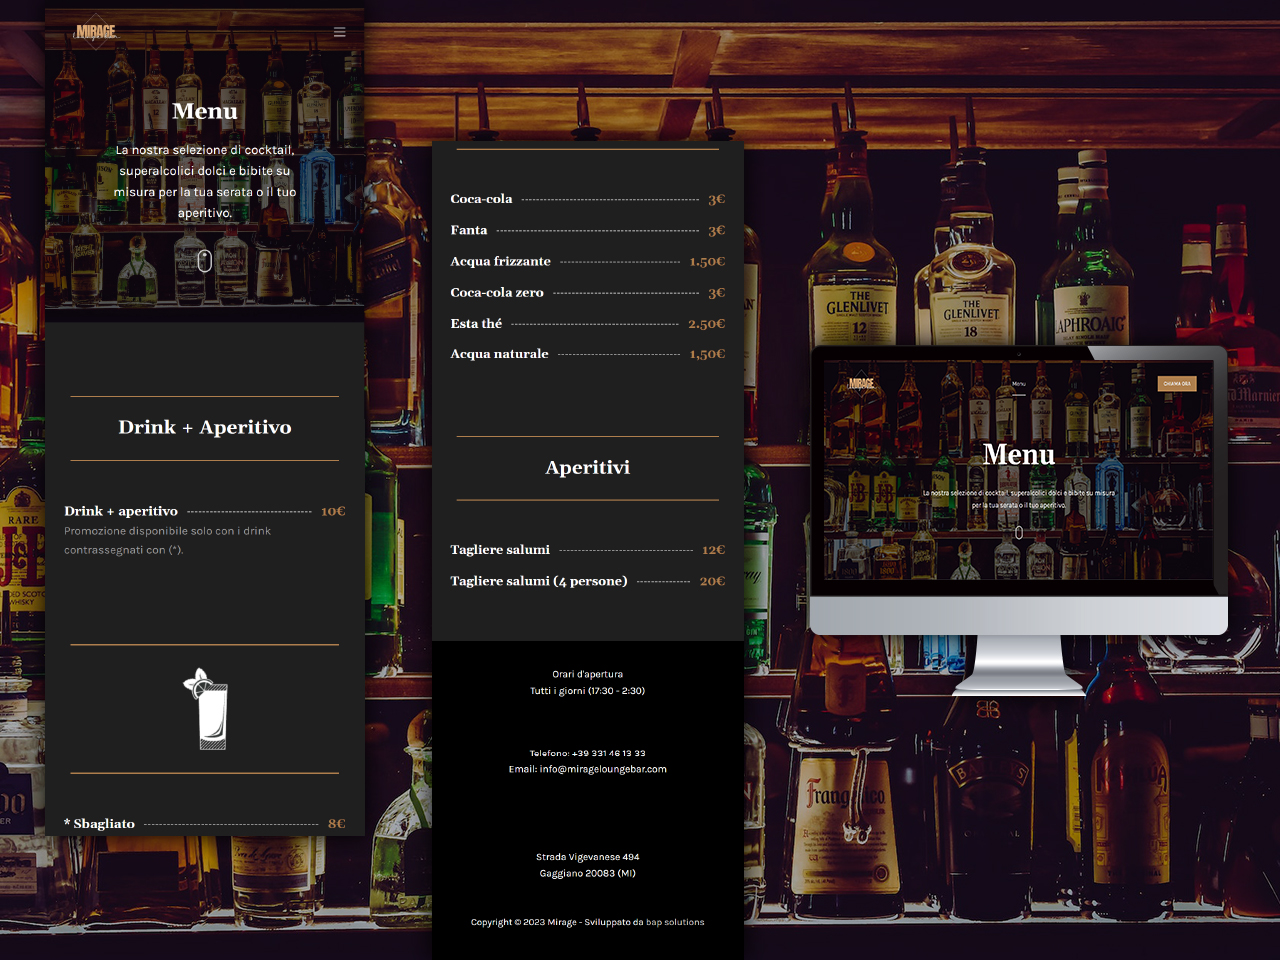 MIRAGE
Menu
La nostra selezione di cocktail,
superalcolici dolci e bibite su
misura per la tua serata o il tuo
aperitivo.
Drink + Aperitivo
Drink + aperitivo 10€
Promozione disponibile solo con i drink
contrassegnati con (*).
* Sbagliato 8€
Coca-cola 3€
Fanta 3€
Acqua frizzante 1.50€
Coca-cola zero 3€
Esta thé 2.50€
Acqua naturale 1,50€
Aperitivi
Tagliere salumi 12€
Tagliere salumi (4 persone) 20€
Orari d'apertura
Tutti i giorni (17:30 - 2:30)
Telefono: +39 331 46 13 33
Email: info@mirageloungebar.com
Strada Vigevanese 494
Gaggiano 20083 (MI)
Copyright © 2023 Mirage - Sviluppato da bap solutions
MIRAGE
Menu
CHIAMA ORA
Menu
La nostra selezione di cocktail, superalcolici dolci e bibite su misura
per la tua serata o il tuo aperitivo.
THE
GLENLIVET
12
THE
GLENLIVET
18
LAPHROAIG
RARE
J&B
WHISKY
Frangelico
BAILEYS